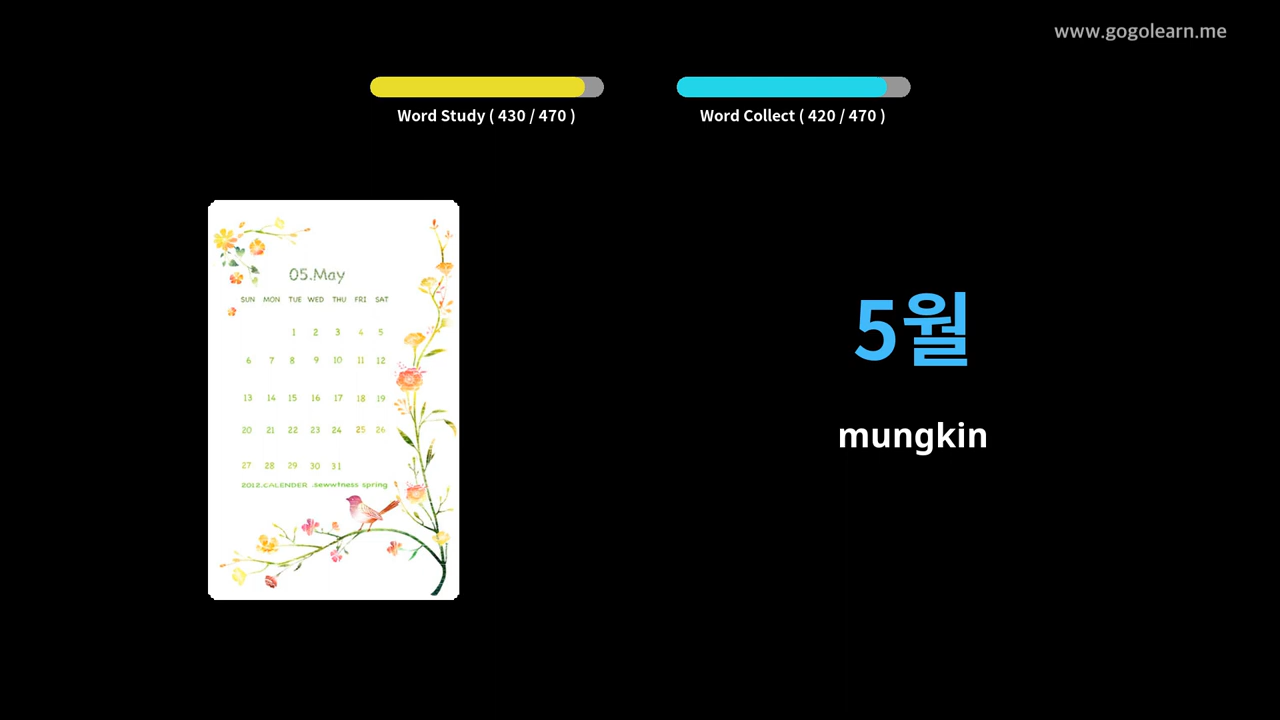 www.gogolearn.me
Word Study ( 430 / 470 )
Word Collect ( 420 / 470 )
05.May
SUN MON TUE WED THU FRI SAT
1 2 3 4 5
6 7 8 9 10 11 12
13 14 15 16 17 18 19
20 21 22 23 24 25 26
27 28 29 30 31
2012.CALENDER .sewwtness spring
5월
mungkin